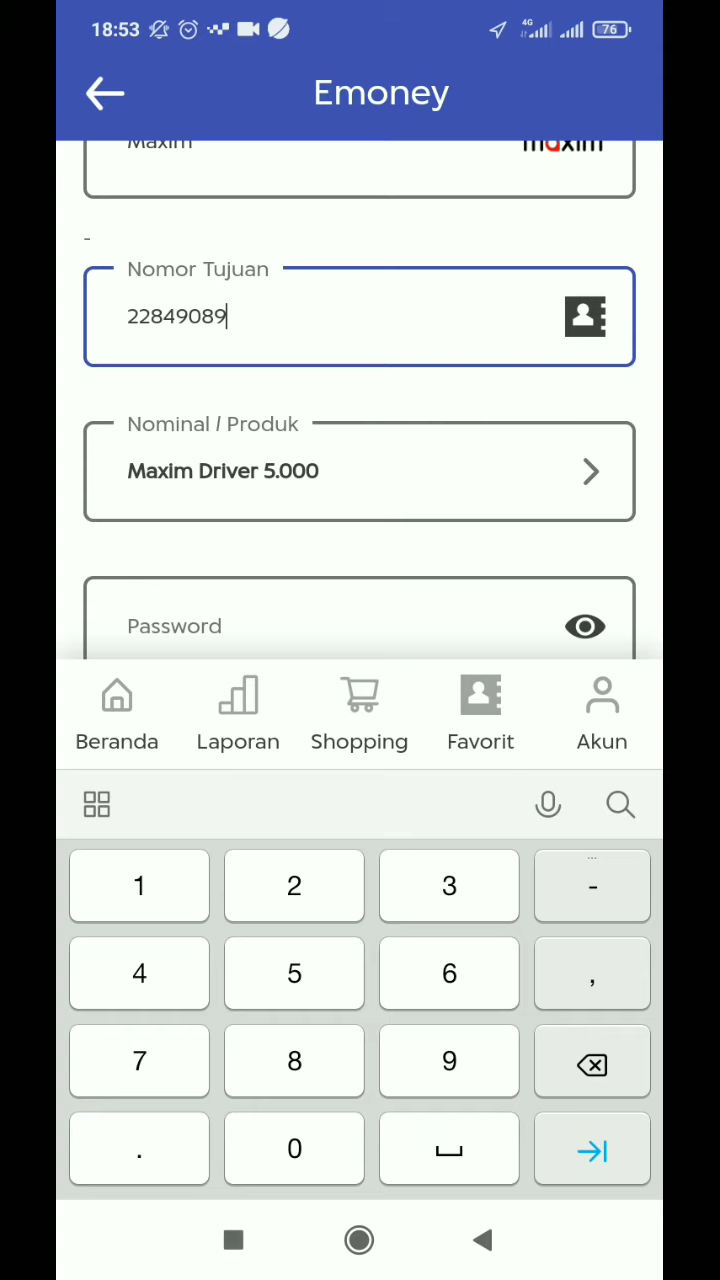 18:53 4G 76
Emoney
Maxim maxim
-
Nomor Tujuan
22849089
Nominal / Produk
Maxim Driver 5.000
Password
Beranda Laporan Shopping Favorit Akun
1 2 3 -
4 5 6 ,
7 8 9
. 0